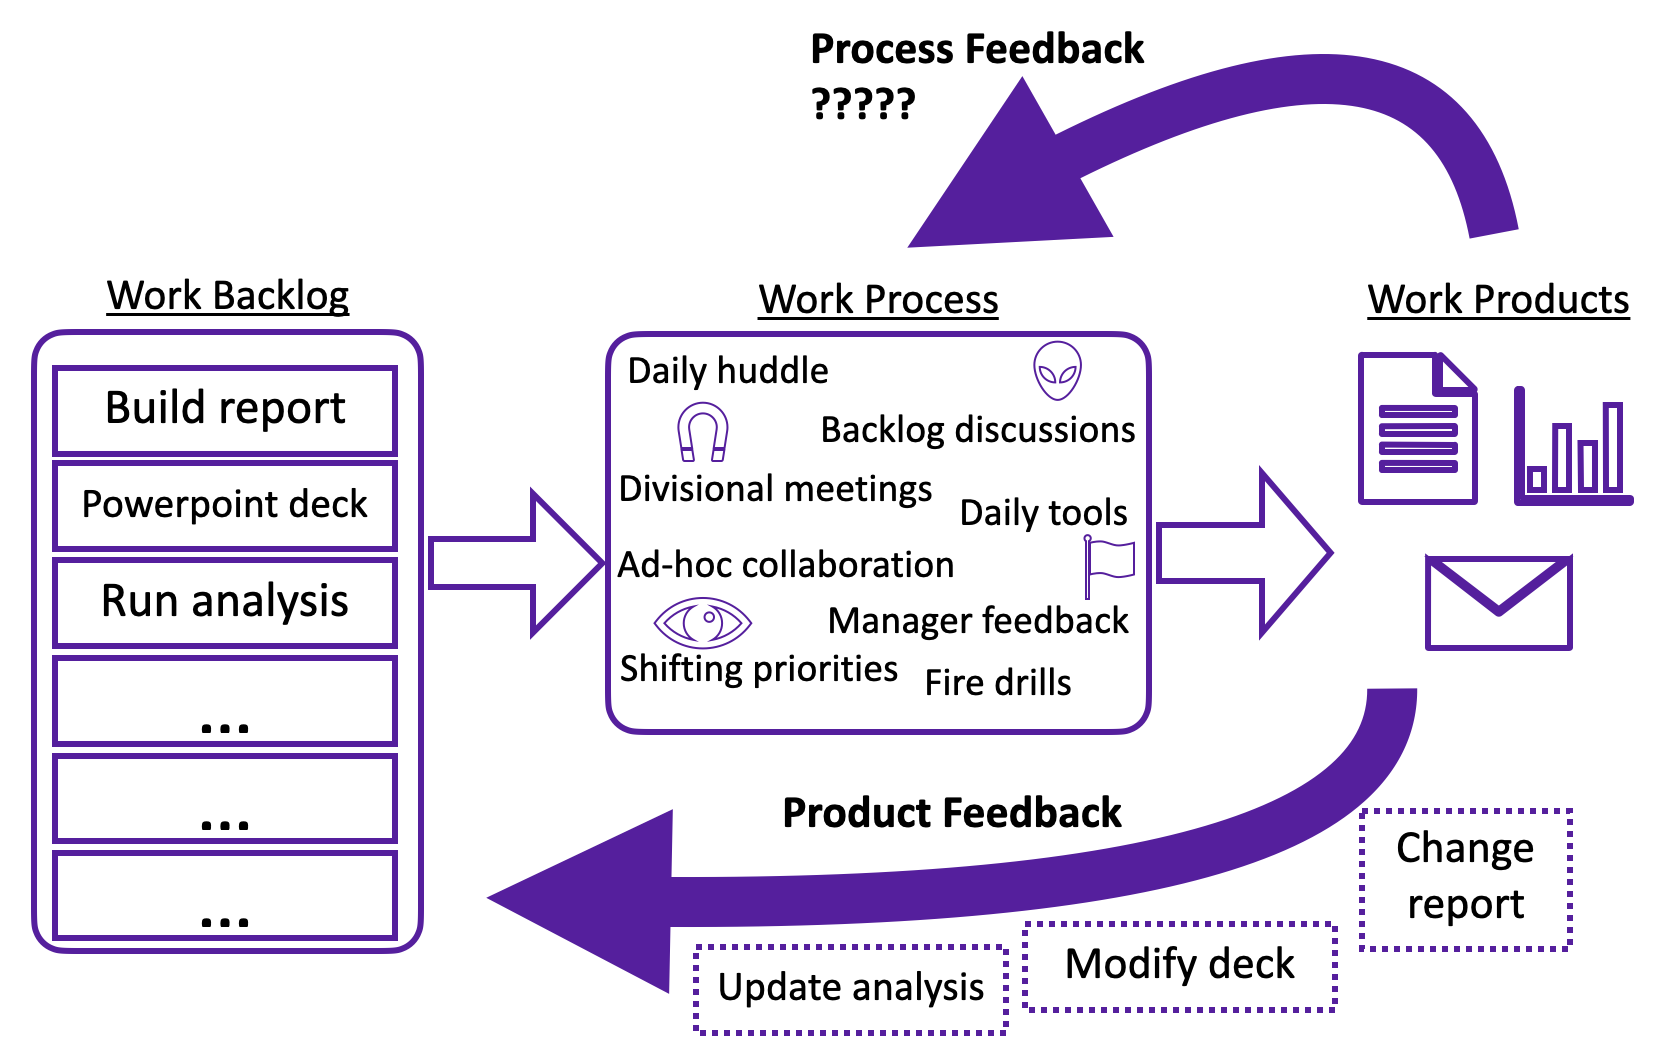 Process Feedback
?????
Work Backlog
Build report
Powerpoint deck
Run analysis
...
...
...
Work Process
Daily huddle
Backlog discussions
Divisional meetings
Daily tools
Ad-hoc collaboration
Manager feedback
Shifting priorities
Fire drills
Work Products
Product Feedback
Change
report
Modify deck
Update analysis